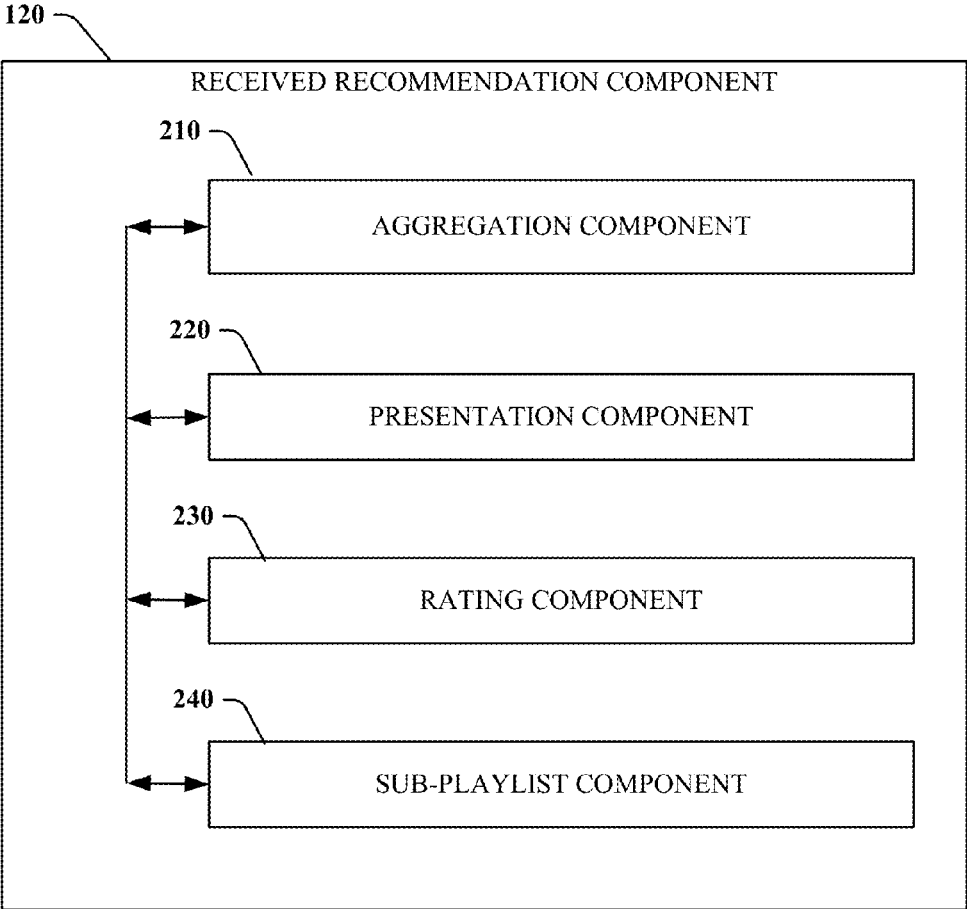 120
RECEIVED RECOMMENDATION COMPONENT
210
AGGREGATION COMPONENT
220
PRESENTATION COMPONENT
230
RATING COMPONENT
240
SUB-PLAYLIST COMPONENT